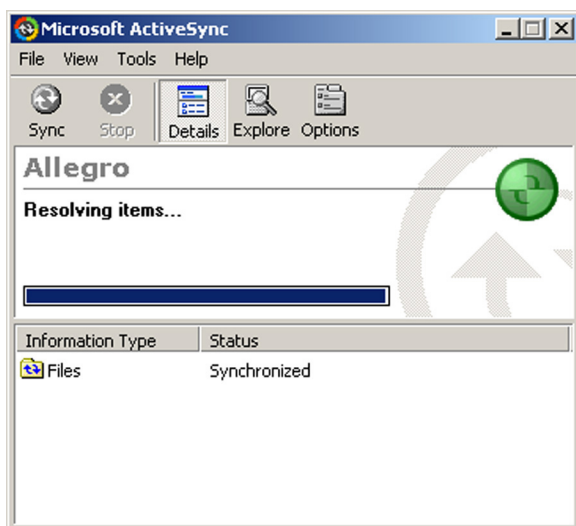 Microsoft ActiveSync
File View Tools Help
Sync Stop Details Explore Options
Allegro
Resolving items...
Information Type Status
Files Synchronized